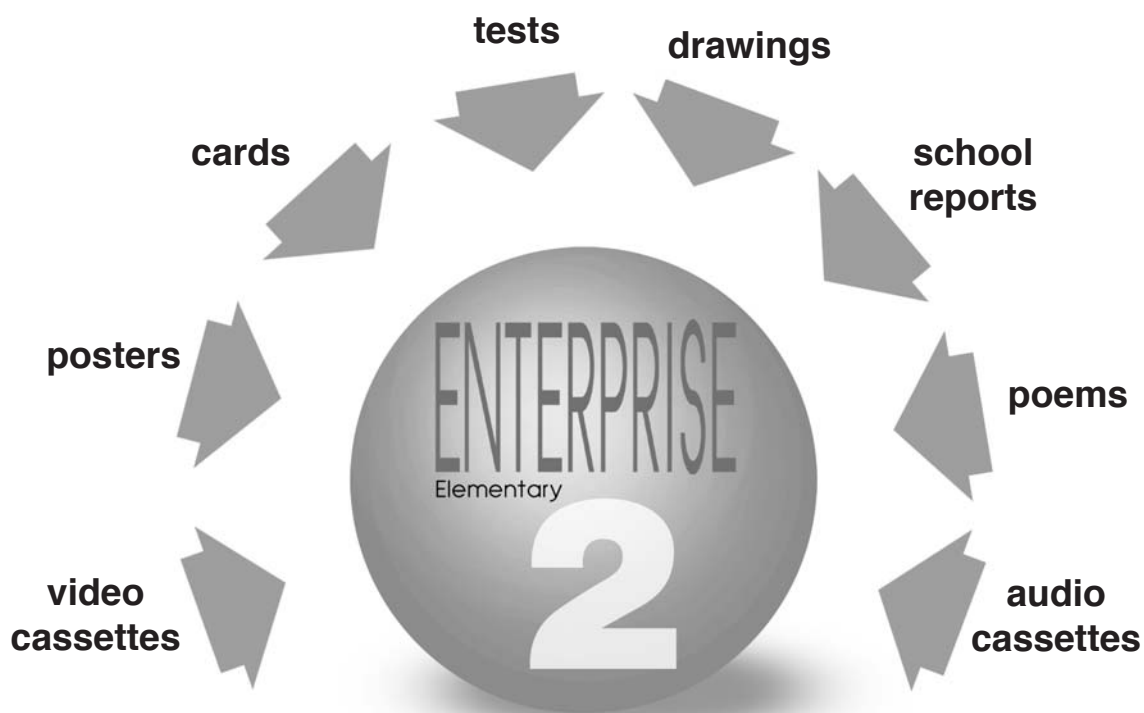 tests
drawings
cards
school
reports
posters
poems
ENTERPRISE
Elementary
2
video
cassettes
audio
cassettes